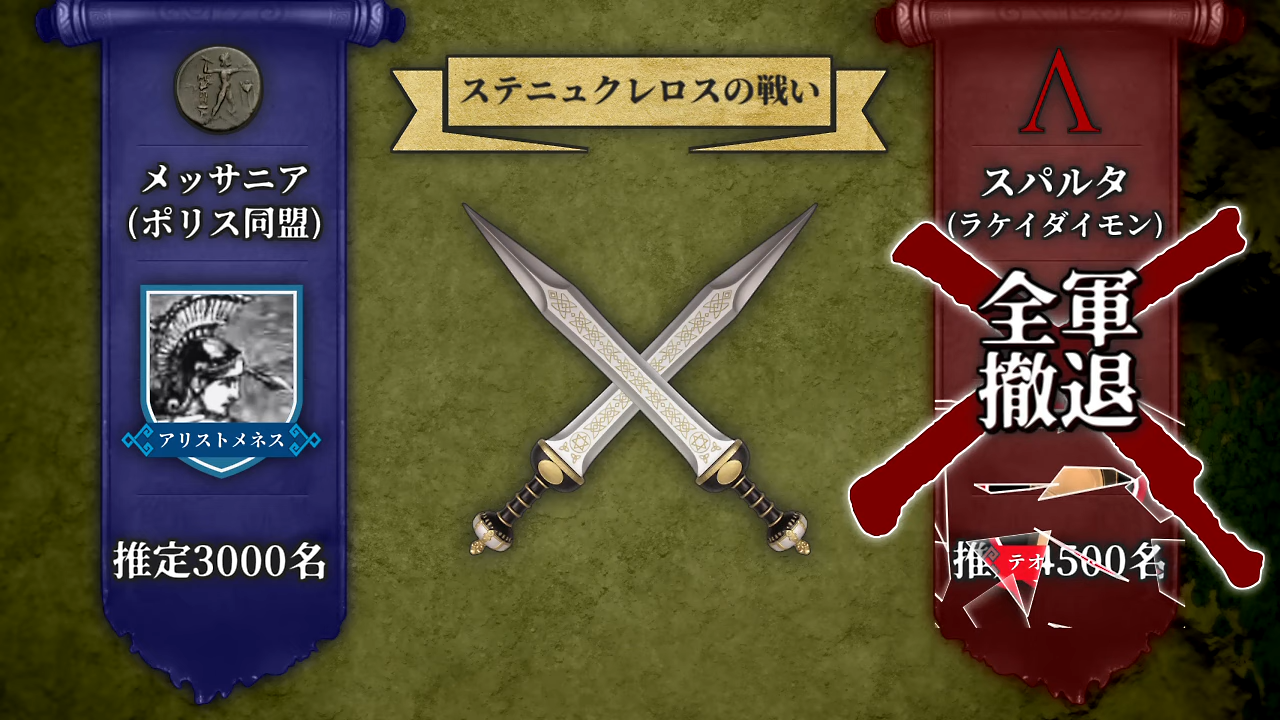 ステニュクレロスの戦い
メッサニア
(ポリス同盟)
アリストメネス
推定3000名
Λ
スパルタ
(ラケイダイモン)
全軍
撤退
テオ
4500名